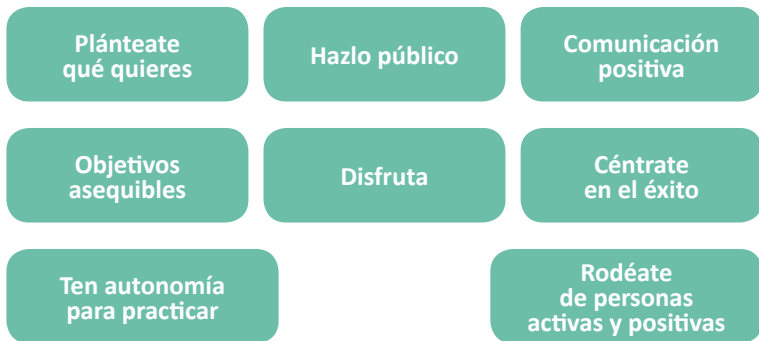 Plánteate
qué quieres
Hazlo público
Comunicación
positiva
Objetivos
asequibles
Disfruta
Céntrate
en el éxito
Ten autonomía
para practicar
Rodéate
de personas
activas y positivas